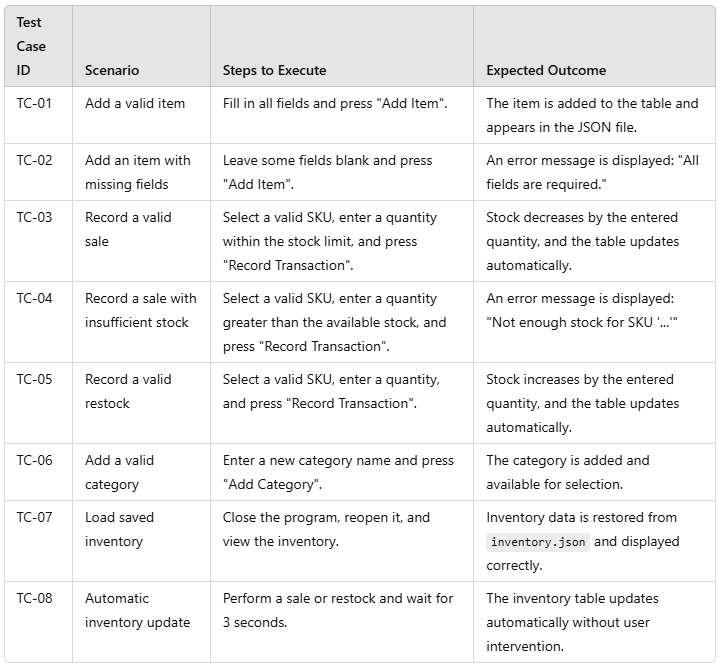 Test
Case
ID
Scenario
Steps to Execute
Expected Outcome
TC-01
Add a valid item
Fill in all fields and press "Add Item".
The item is added to the table and
appears in the JSON file.
TC-02
Add an item with
missing fields
Leave some fields blank and press
"Add Item".
An error message is displayed: "All
fields are required."
TC-03
Record a valid
sale
Select a valid SKU, enter a quantity
within the stock limit, and press
"Record Transaction".
Stock decreases by the entered
quantity, and the table updates
automatically.
TC-04
Record a sale with
insufficient stock
Select a valid SKU, enter a quantity
greater than the available stock, and
press "Record Transaction".
An error message is displayed:
"Not enough stock for SKU '...'"
TC-05
Record a valid
restock
Select a valid SKU, enter a quantity,
and press "Record Transaction".
Stock increases by the entered
quantity, and the table updates
automatically.
TC-06
Add a valid
category
Enter a new category name and press
"Add Category".
The category is added and
available for selection.
TC-07
Load saved
inventory
Close the program, reopen it, and
view the inventory.
Inventory data is restored from
inventory.json and displayed
correctly.
TC-08
Automatic
inventory update
Perform a sale or restock and wait for
3 seconds.
The inventory table updates
automatically without user
intervention.